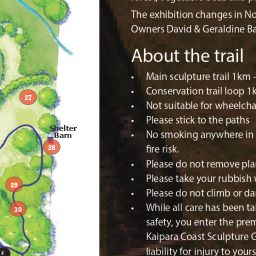 The exhibition changes in No
Owners David & Geraldine Ba
About the trail
• Main sculpture trail 1km -
• Conservation trail loop 1k
• Not suitable for wheelcha
• Please stick to the paths
• No smoking anywhere in
fire risk.
• Please do not remove plan
• Please take your rubbish
• Please do not climb or da
• While all care has been ta
safety, you enter the prem
Kaipara Coast Sculpture G
liability for injury to yours
27
Shelter
Barn
28
29
30
F